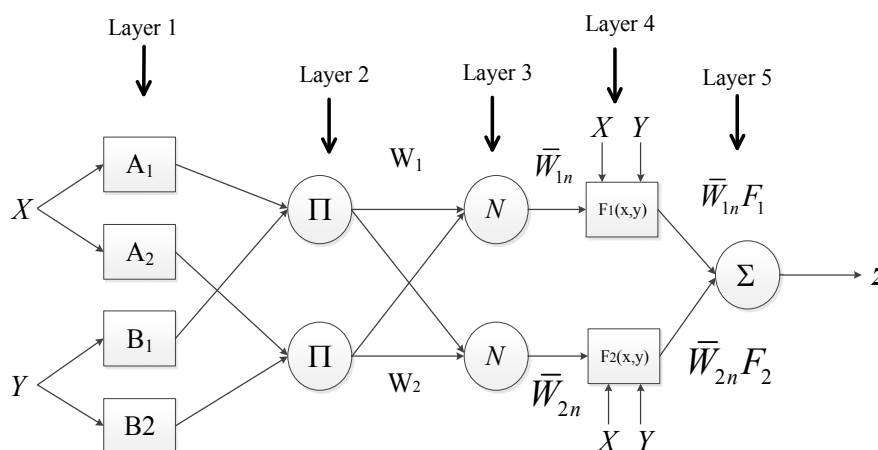 Layer 1
Layer 2
Layer 3
Layer 4
Layer 5
X
Y
A₁
A₂
B₁
B2
X
Y
Π
Π
W₁
W₂
N
N
W̄₁ₙ
W̄₂ₙ
F₁(x,y)
F₂(x,y)
X
Y
W̄₁ₙF₁
W̄₂ₙF₂
Σ
z